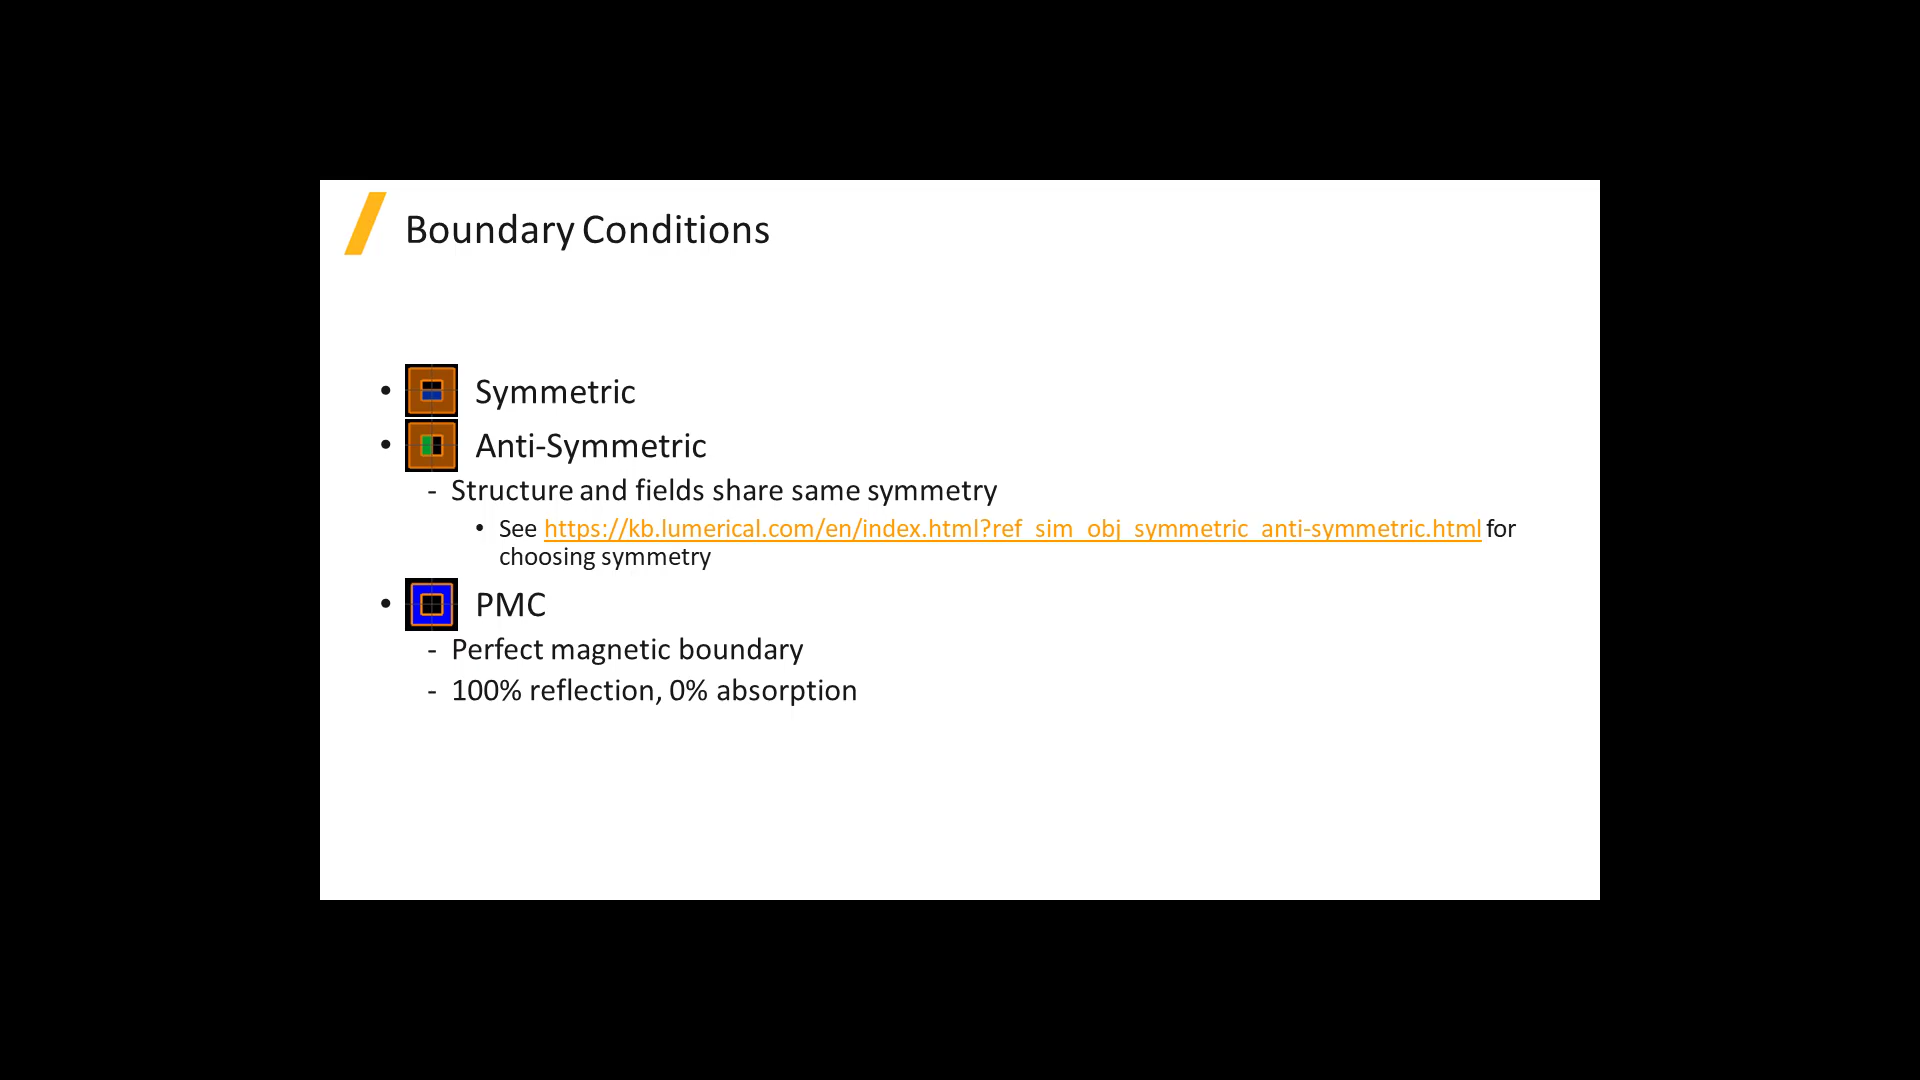 Boundary Conditions
• Symmetric
• Anti-Symmetric
- Structure and fields share same symmetry
• See https://kb.lumerical.com/en/index.html?ref_sim_obj_symmetric_anti-symmetric.html for
choosing symmetry
• PMC
- Perfect magnetic boundary
- 100% reflection, 0% absorption